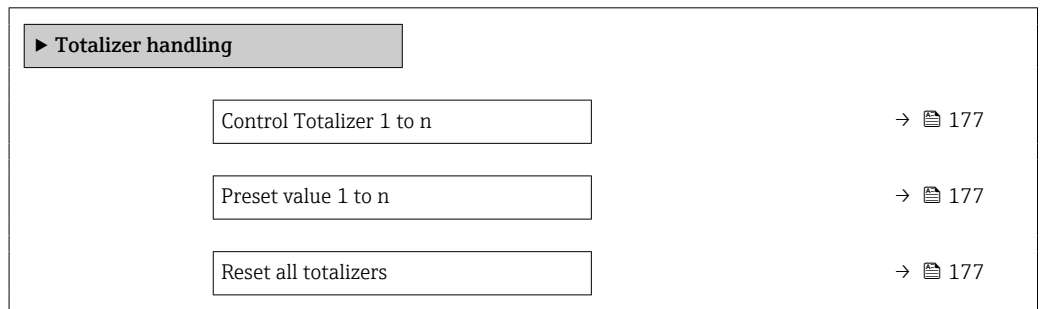 ▶ Totalizer handling
Control Totalizer 1 to n → 177
Preset value 1 to n → 177
Reset all totalizers → 177